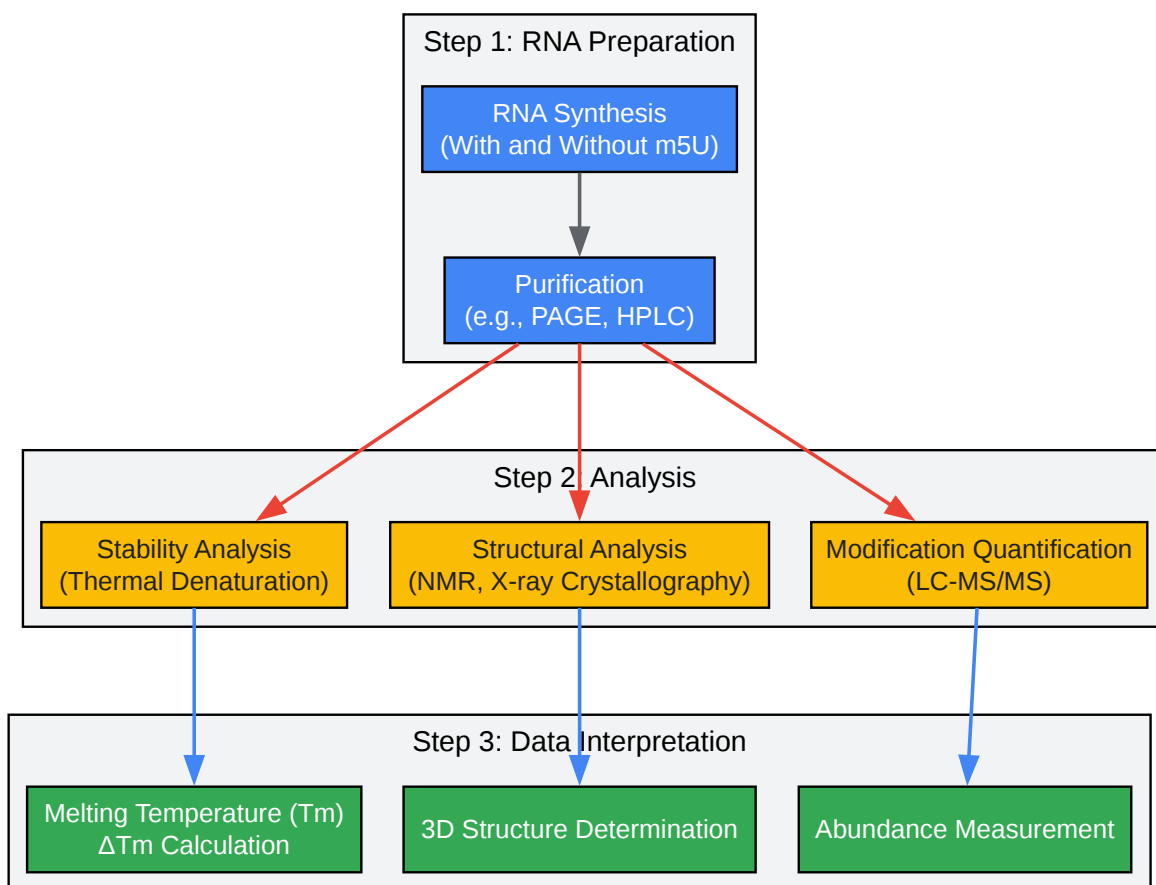 Step 1: RNA Preparation
RNA Synthesis
(With and Without m5U)
Purification
(e.g., PAGE, HPLC)
Step 2: Analysis
Stability Analysis
(Thermal Denaturation)
Structural Analysis
(NMR, X-ray Crystallography)
Modification Quantification
(LC-MS/MS)
Step 3: Data Interpretation
Melting Temperature (Tm)
ΔTm Calculation
3D Structure Determination
Abundance Measurement